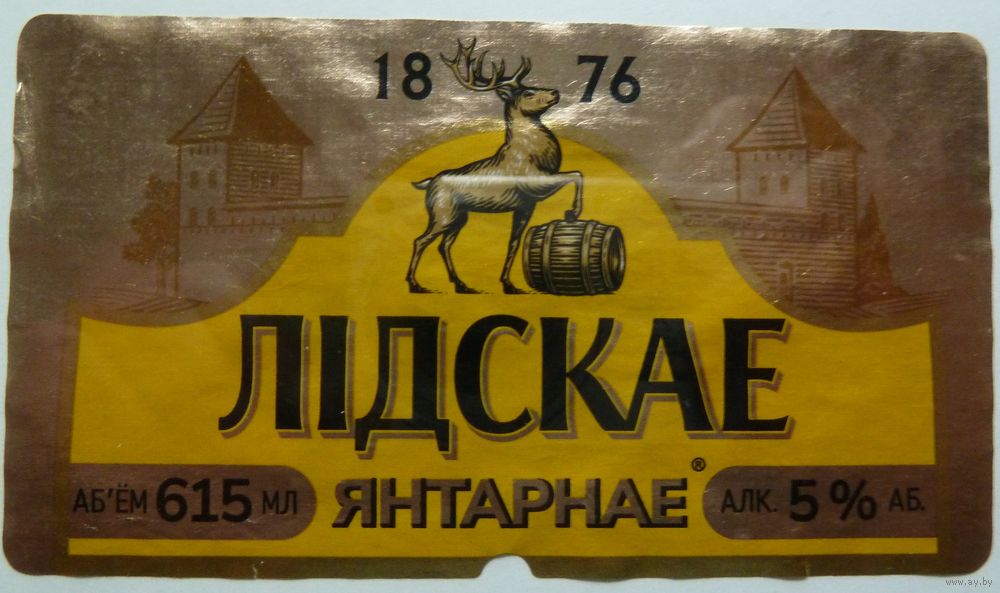 18 76
ЛІДСКАЕ
ЯНТАРНАЕ®
АБ'ЁМ 615 МЛ
АЛК. 5% АБ.
www.ay.by